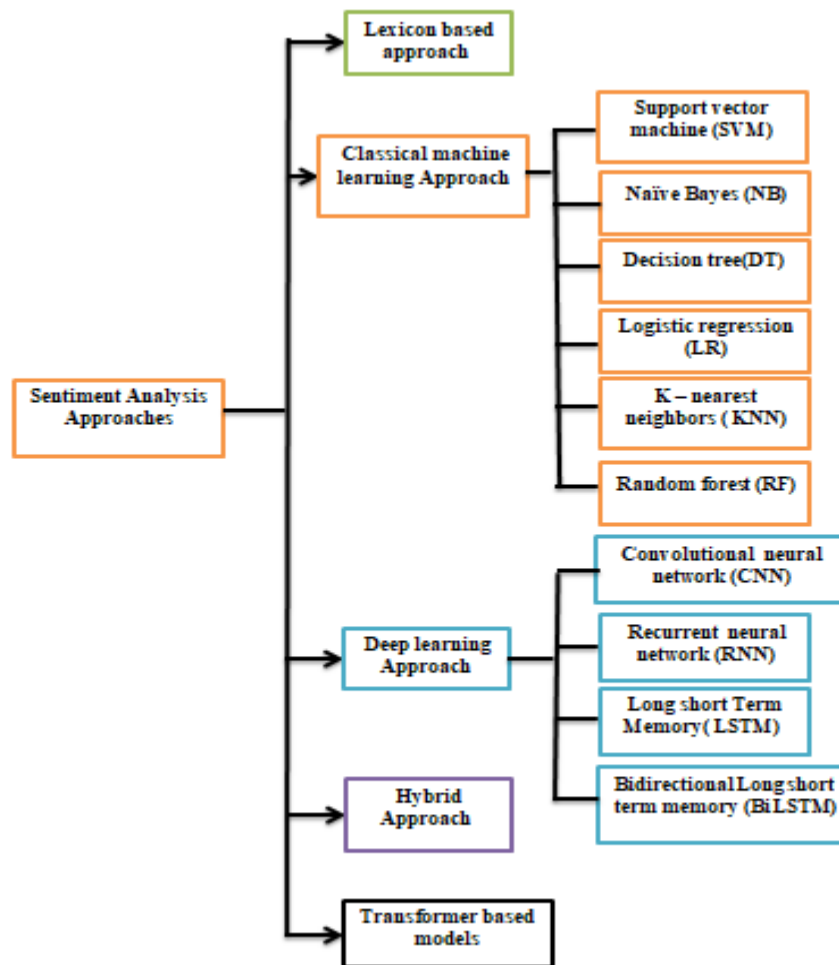 Lexicon based
approach
Support vector
machine (SVM)
Classical machine
learning Approach
Naïve Bayes (NB)
Decision tree(DT)
Logistic regression
(LR)
Sentiment Analysis
Approaches
K – nearest
neighbors ( KNN)
Random forest (RF)
Convolutional neural
network (CNN)
Deep learning
Approach
Recurrent neural
network (RNN)
Long short Term
Memory( LSTM)
Bidirectional Long short
term memory (BiLSTM)
Hybrid
Approach
Transformer based
models